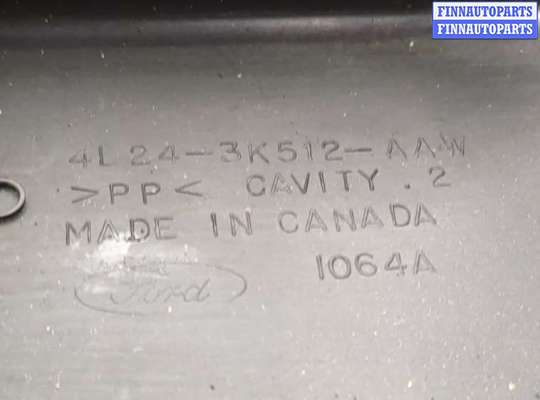 FINNAUTOPARTS
FINNAUTOPARTS
4L24-3K512-AAW
>PP< CAVITY . 2
MADE IN CANADA
1064A
Ford